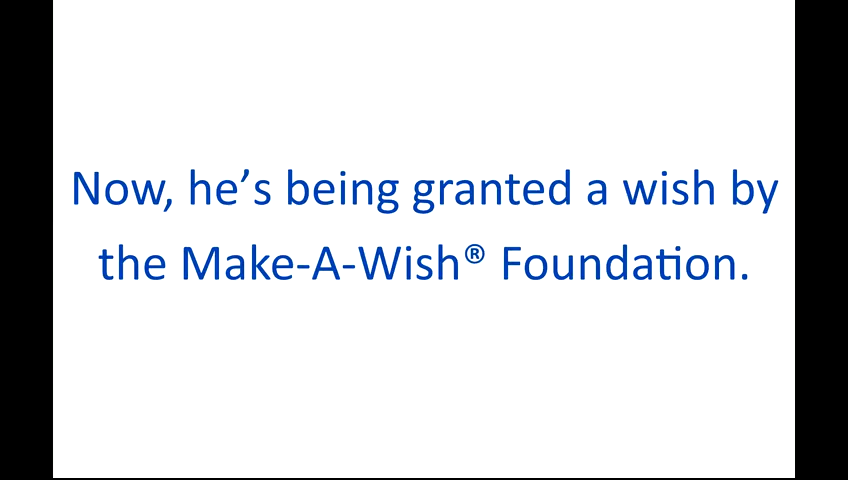 Now, he’s being granted a wish by
the Make-A-Wish® Foundation.